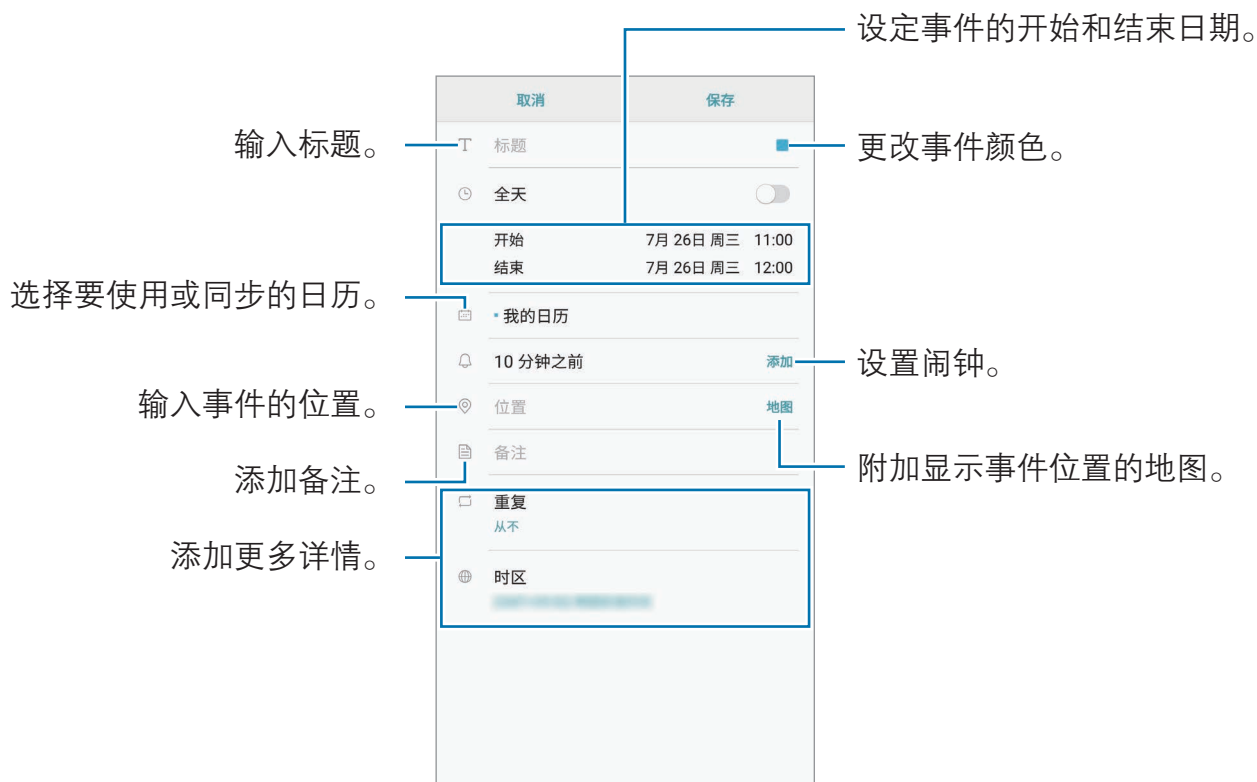 设定事件的开始和结束日期。
取消 保存
输入标题。
T 标题
更改事件颜色。
全天
开始 7月 26日 周三 11:00
结束 7月 26日 周三 12:00
选择要使用或同步的日历。
我的日历
10 分钟之前 添加
设置闹钟。
输入事件的位置。
位置 地图
备注
添加备注。
附加显示事件位置的地图。
重复
从不
添加更多详情。
时区